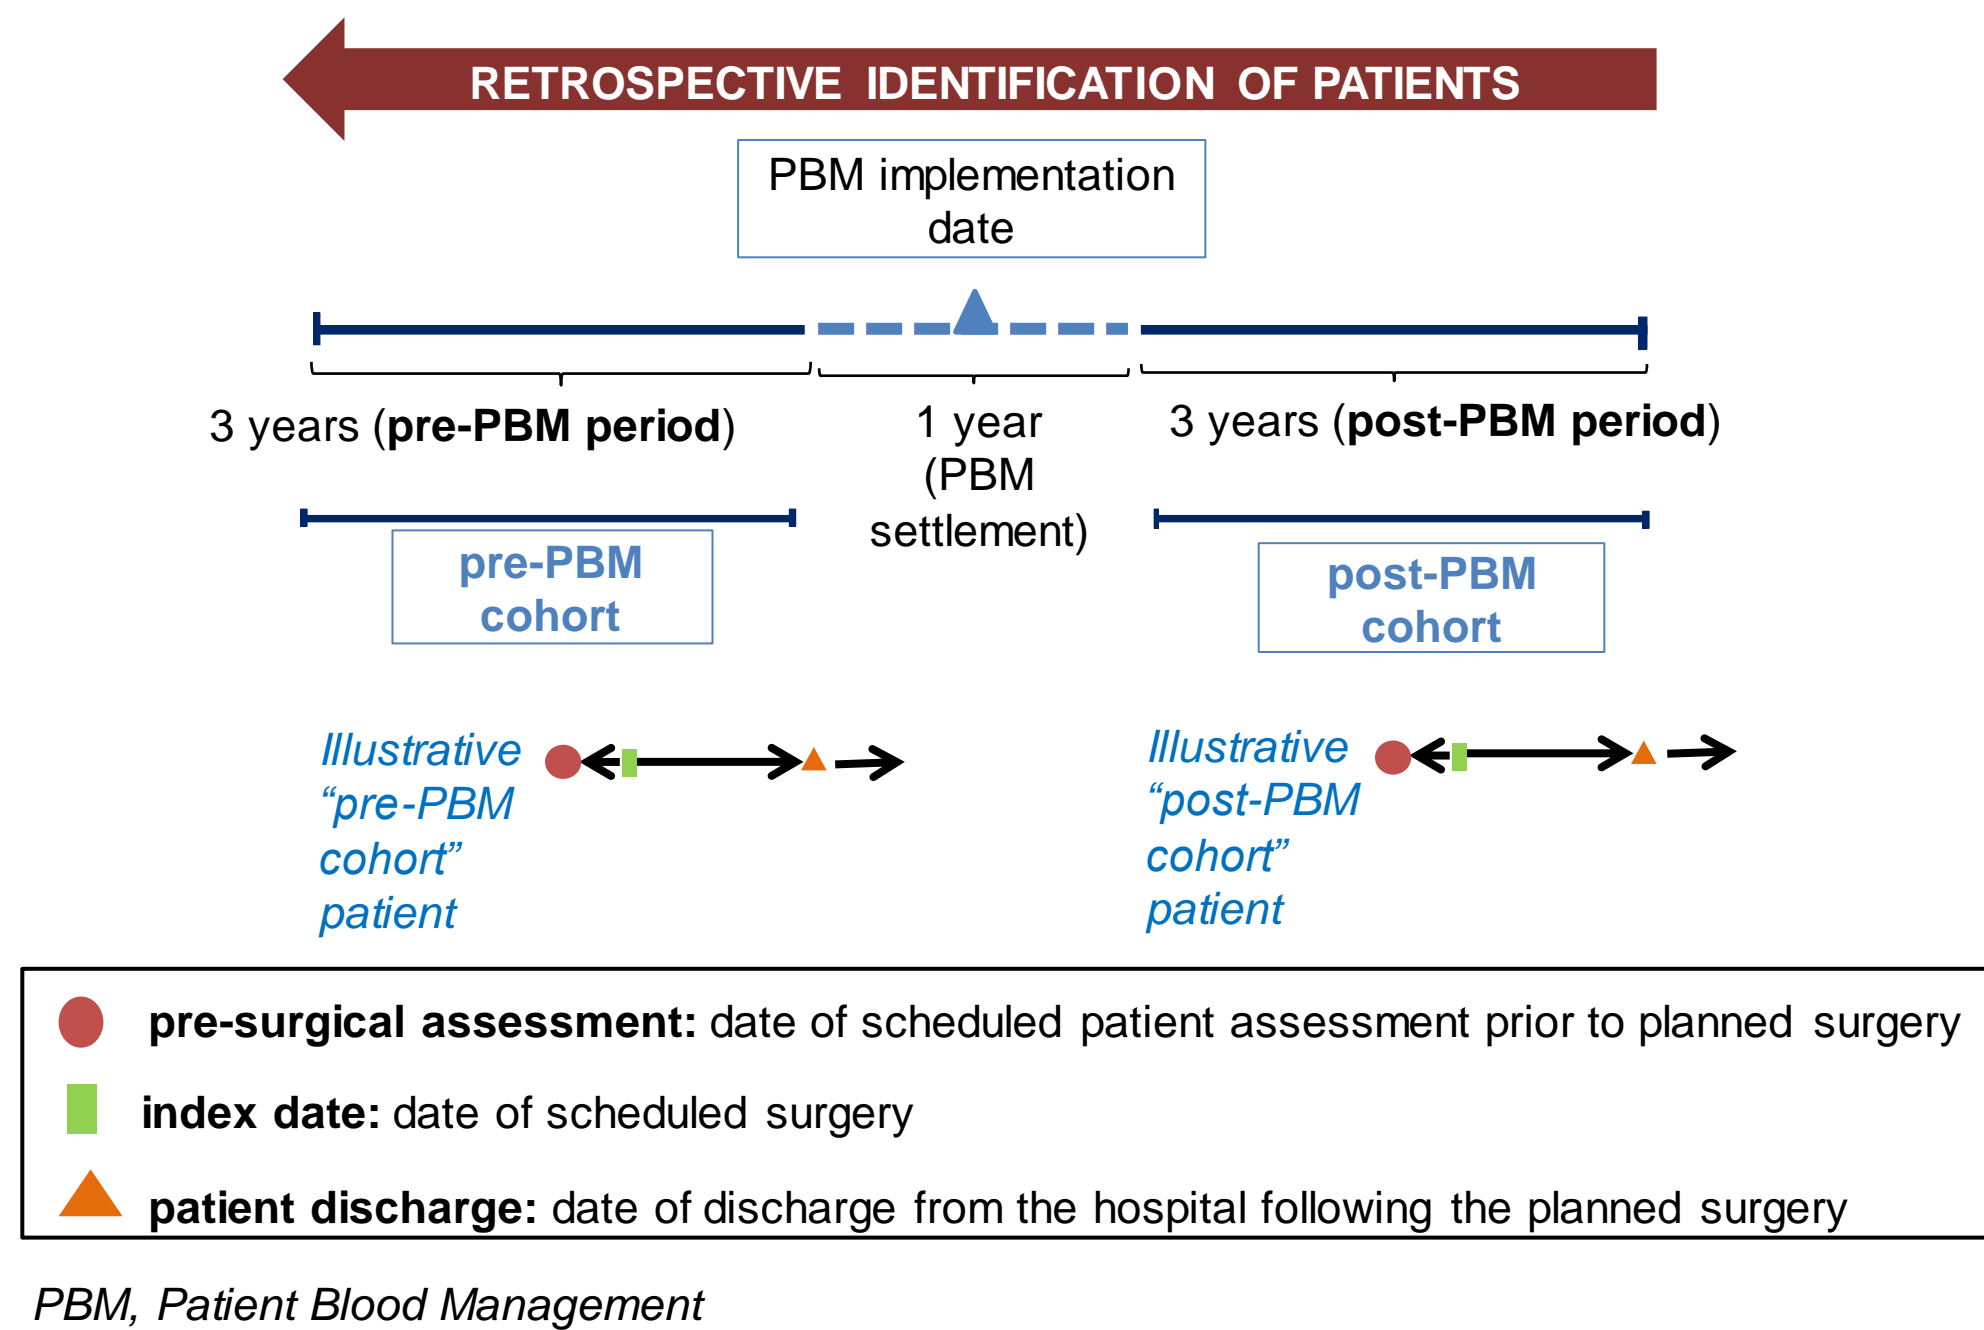 RETROSPECTIVE IDENTIFICATION OF PATIENTS
PBM implementation
date
3 years (pre-PBM period)
1 year
(PBM
settlement)
3 years (post-PBM period)
pre-PBM
cohort
post-PBM
cohort
Illustrative
“pre-PBM
cohort”
patient
Illustrative
“post-PBM
cohort”
patient
pre-surgical assessment: date of scheduled patient assessment prior to planned surgery
index date: date of scheduled surgery
patient discharge: date of discharge from the hospital following the planned surgery
PBM, Patient Blood Management